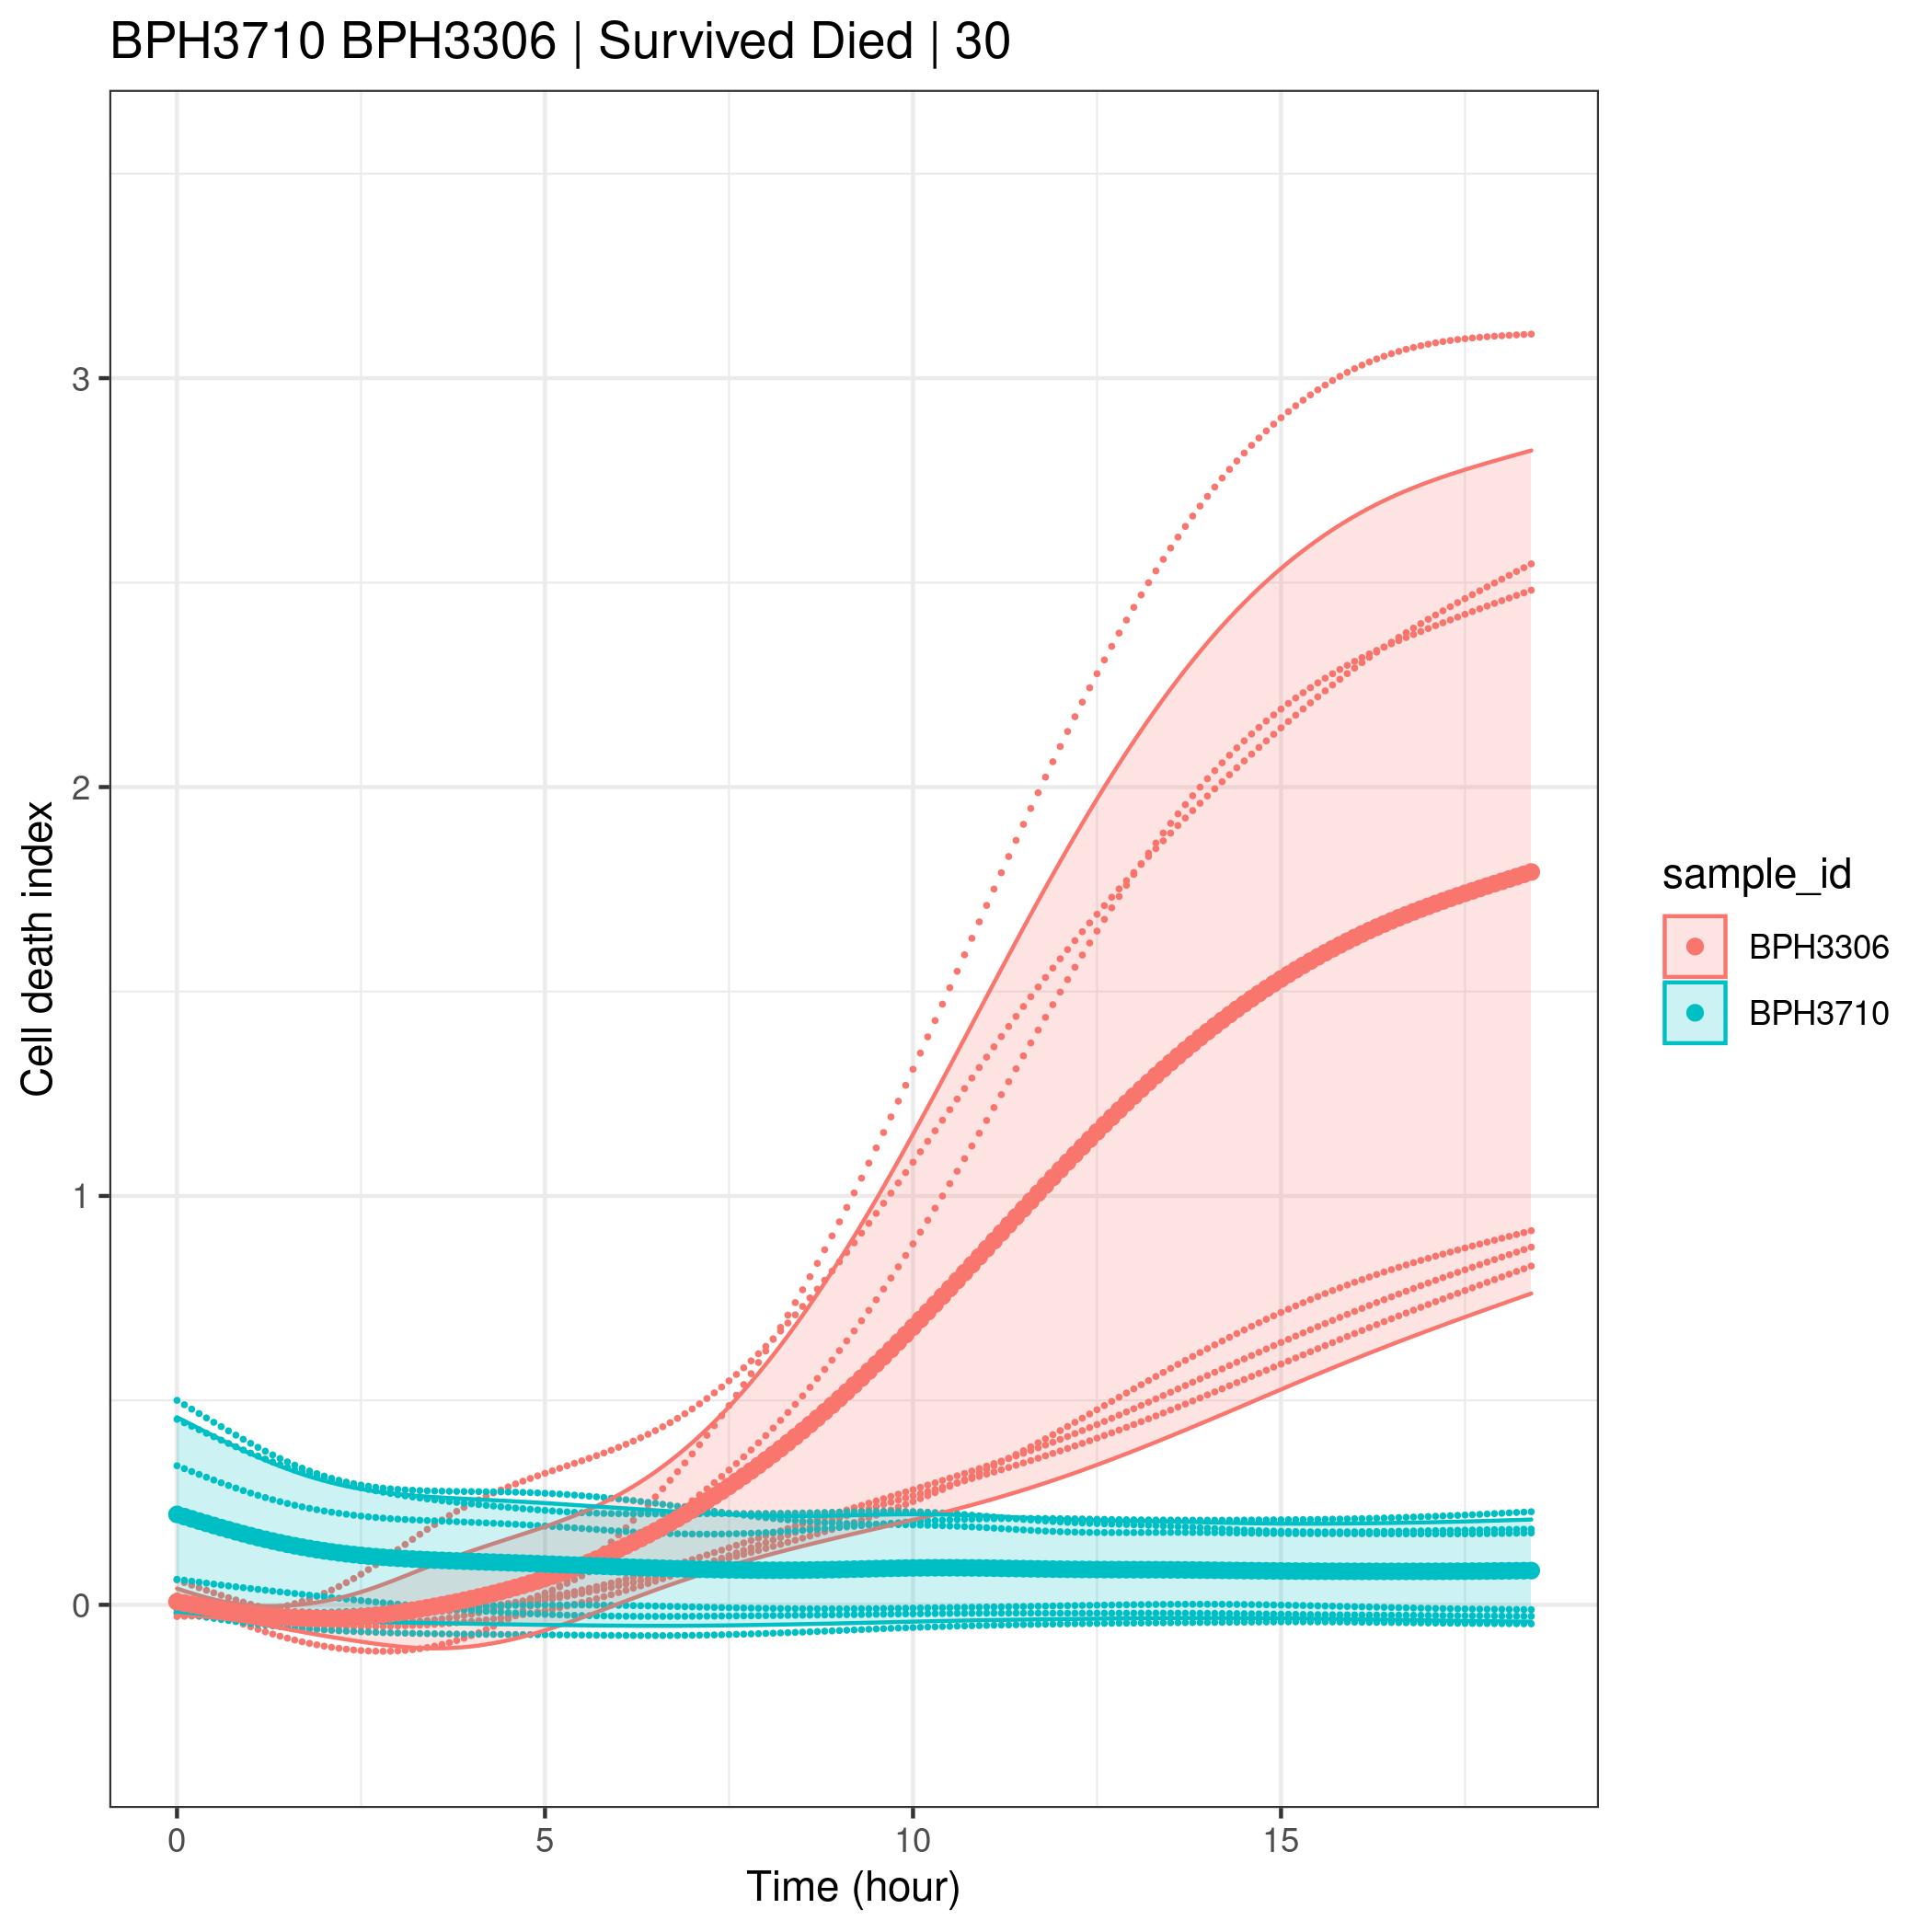 BPH3710 BPH3306 | Survived Died | 30
Cell death index
3
2
1
0
0 5 10 15
Time (hour)
sample_id
BPH3306
BPH3710